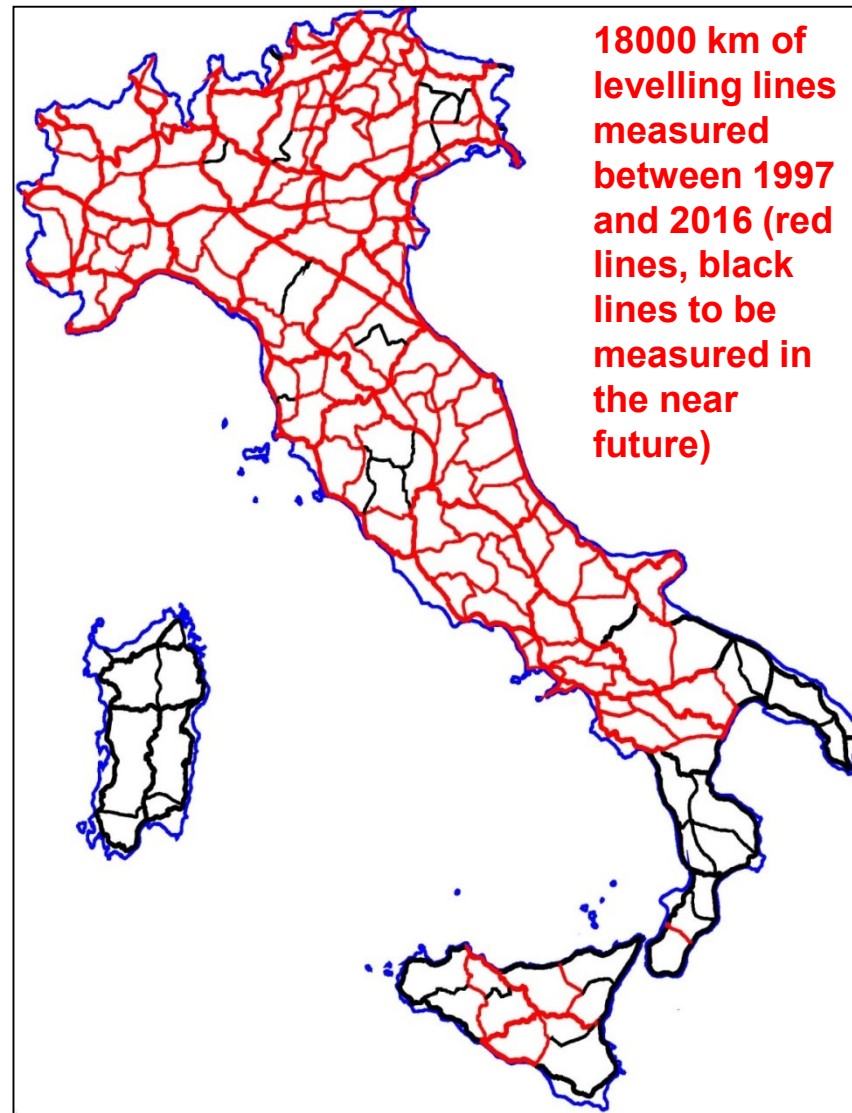 18000 km of
levelling lines
measured
between 1997
and 2016 (red
lines, black
lines to be
measured in
the near
future)